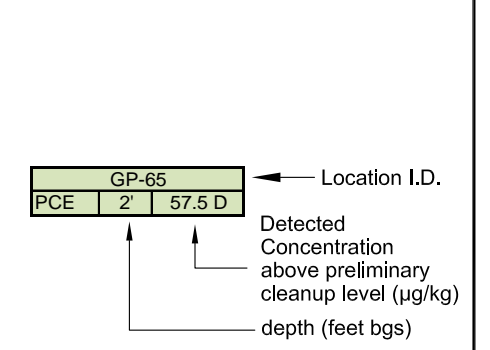 GP-65
Location I.D.
PCE 2' 57.5 D
Detected
Concentration
above preliminary
cleanup level (µg/kg)
depth (feet bgs)